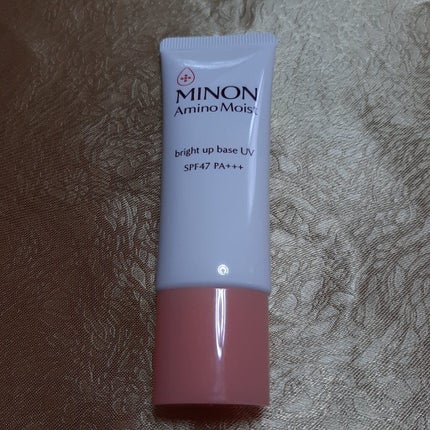 MINON
Amino Moist
bright up base UV
SPF47 PA+++